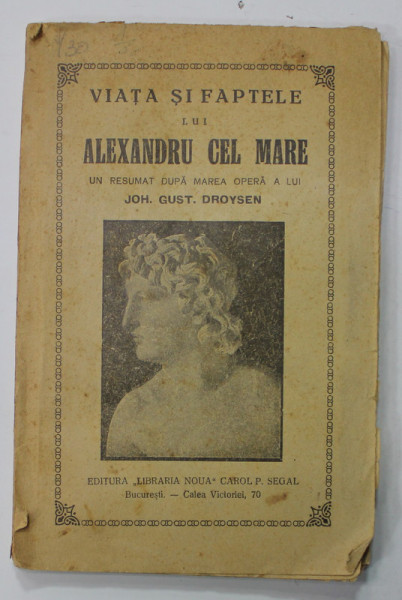 VIAȚA ȘI FAPTELE
LUI
ALEXANDRU CEL MARE
UN RESUMAT DUPĂ MAREA OPERĂ A LUI
JOH. GUST. DROYSEN
EDITURA „LIBRARIA NOUA“ CAROL P. SEGAL
București. — Calea Victoriei, 70